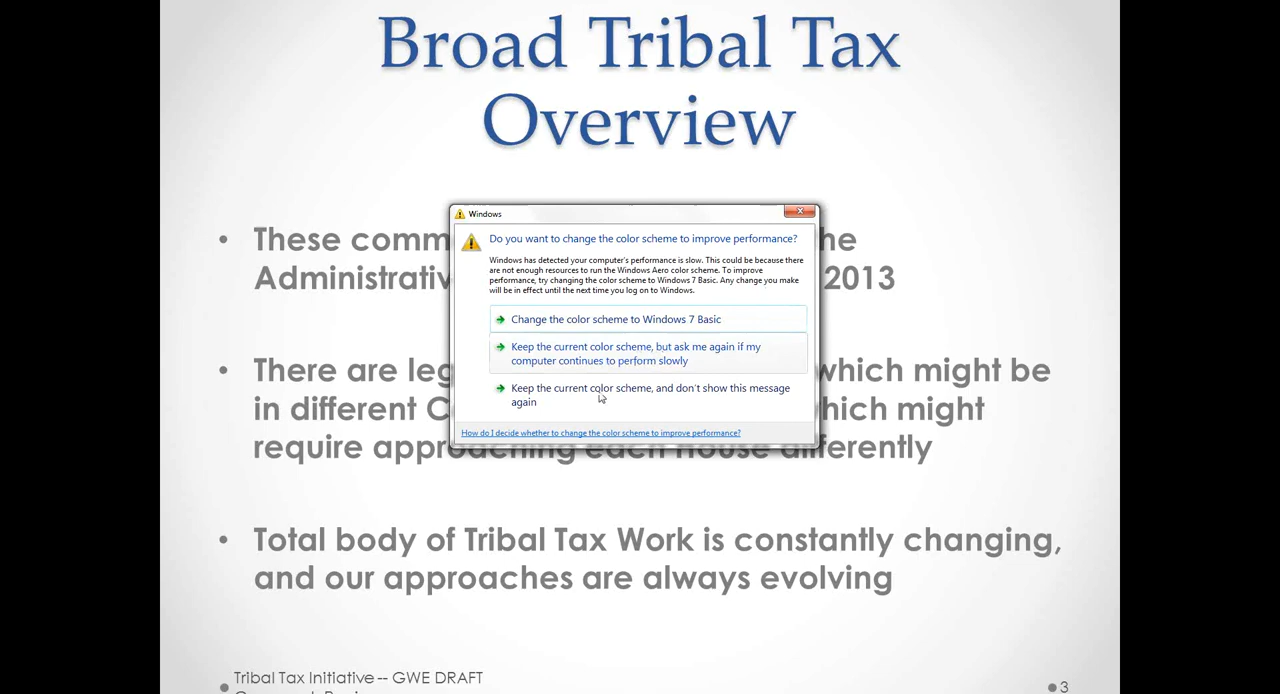 Broad Tribal Tax
Overview
• These comm he
Administrativ 2013
• There are leg which might be
in different C hich might
require approaching each House differently
• Total body of Tribal Tax Work is constantly changing,
and our approaches are always evolving
Windows
Do you want to change the color scheme to improve performance?
Windows has detected your computer's performance is slow. This could be because there
are not enough resources to run the Windows Aero color scheme. To improve
performance, try changing the color scheme to Windows 7 Basic. Any change you make
will be in effect until the next time you log on to Windows.
Change the color scheme to Windows 7 Basic
Keep the current color scheme, but ask me again if my
computer continues to perform slowly
Keep the current color scheme, and don't show this message
again
How do I decide whether to change the color scheme to improve performance?
Tribal Tax Initiative -- GWE DRAFT
3